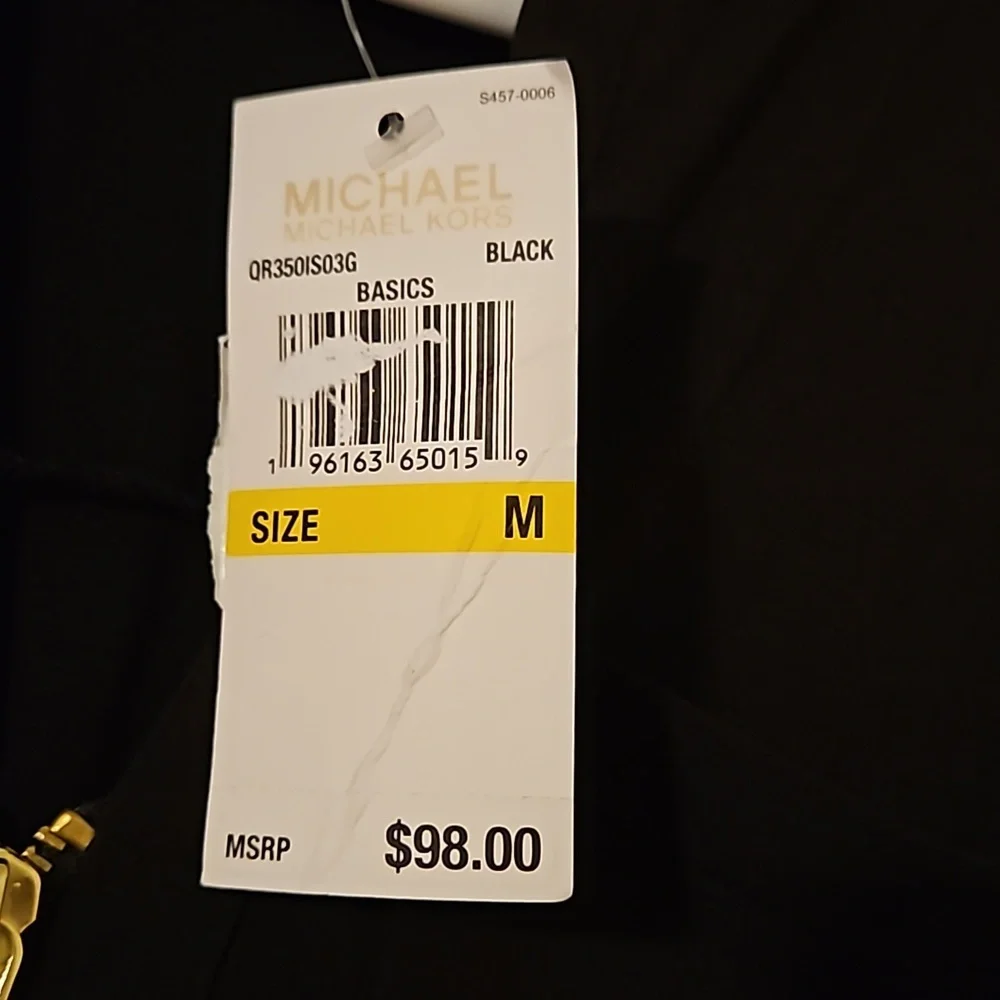 S457-0006
MICHAEL
MICHAEL KORS
QR350IS03G BLACK
BASICS
1 96163 65015 9
SIZE M
MSRP $98.00